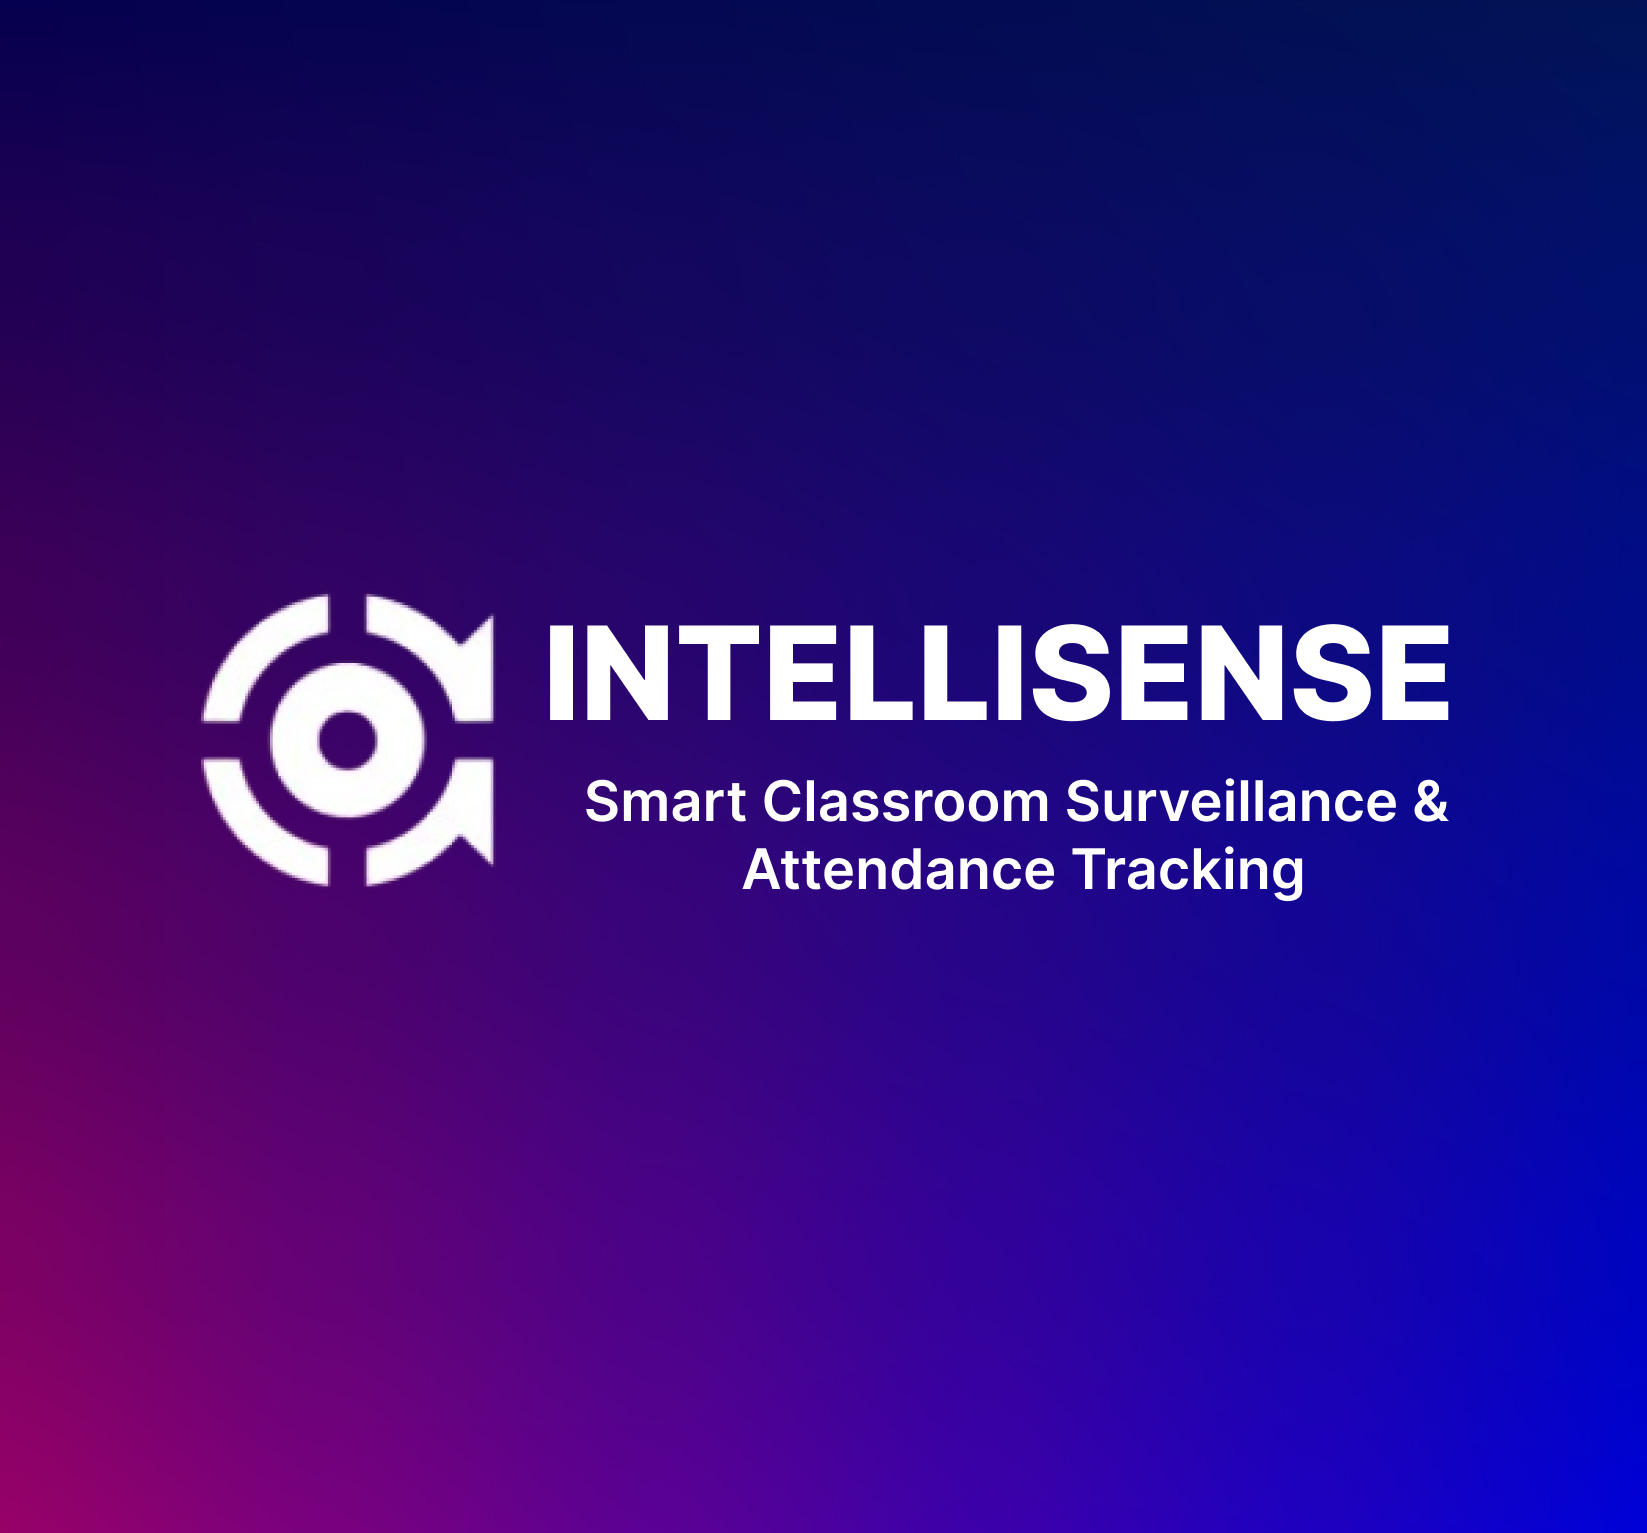 INTELLISENSE
Smart Classroom Surveillance &
Attendance Tracking